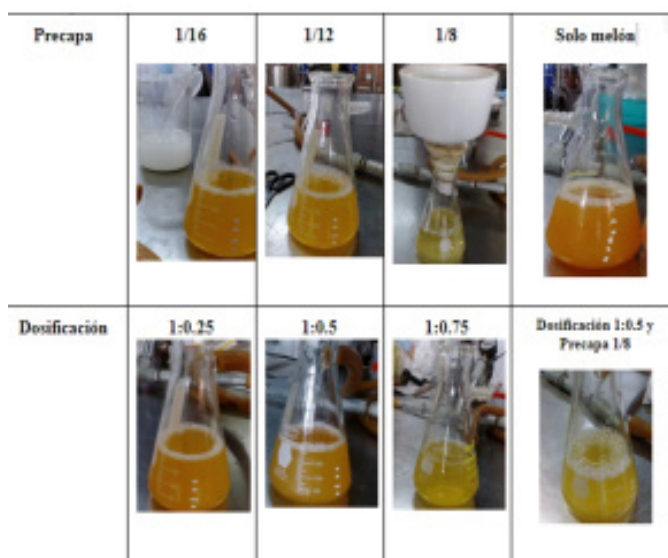 Precapa 1/16 1/12 1/8 Solo melón
Dosificación 1:0.25 1:0.5 1:0.75 Dosificación 1:0.5 y
Precapa 1/8